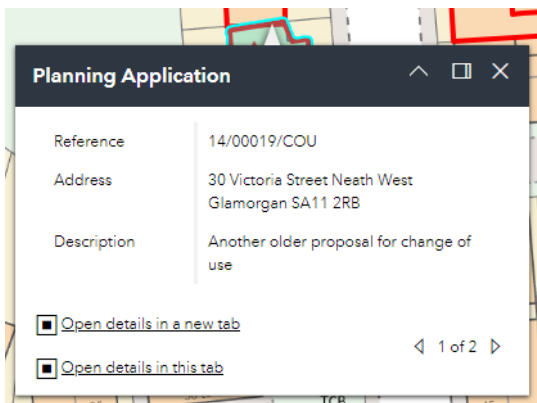 Planning Application
Reference 14/00019/COU
Address 30 Victoria Street Neath West
Glamorgan SA11 2RB
Description Another older proposal for change of
use
Open details in a new tab
1 of 2
Open details in this tab
TCB